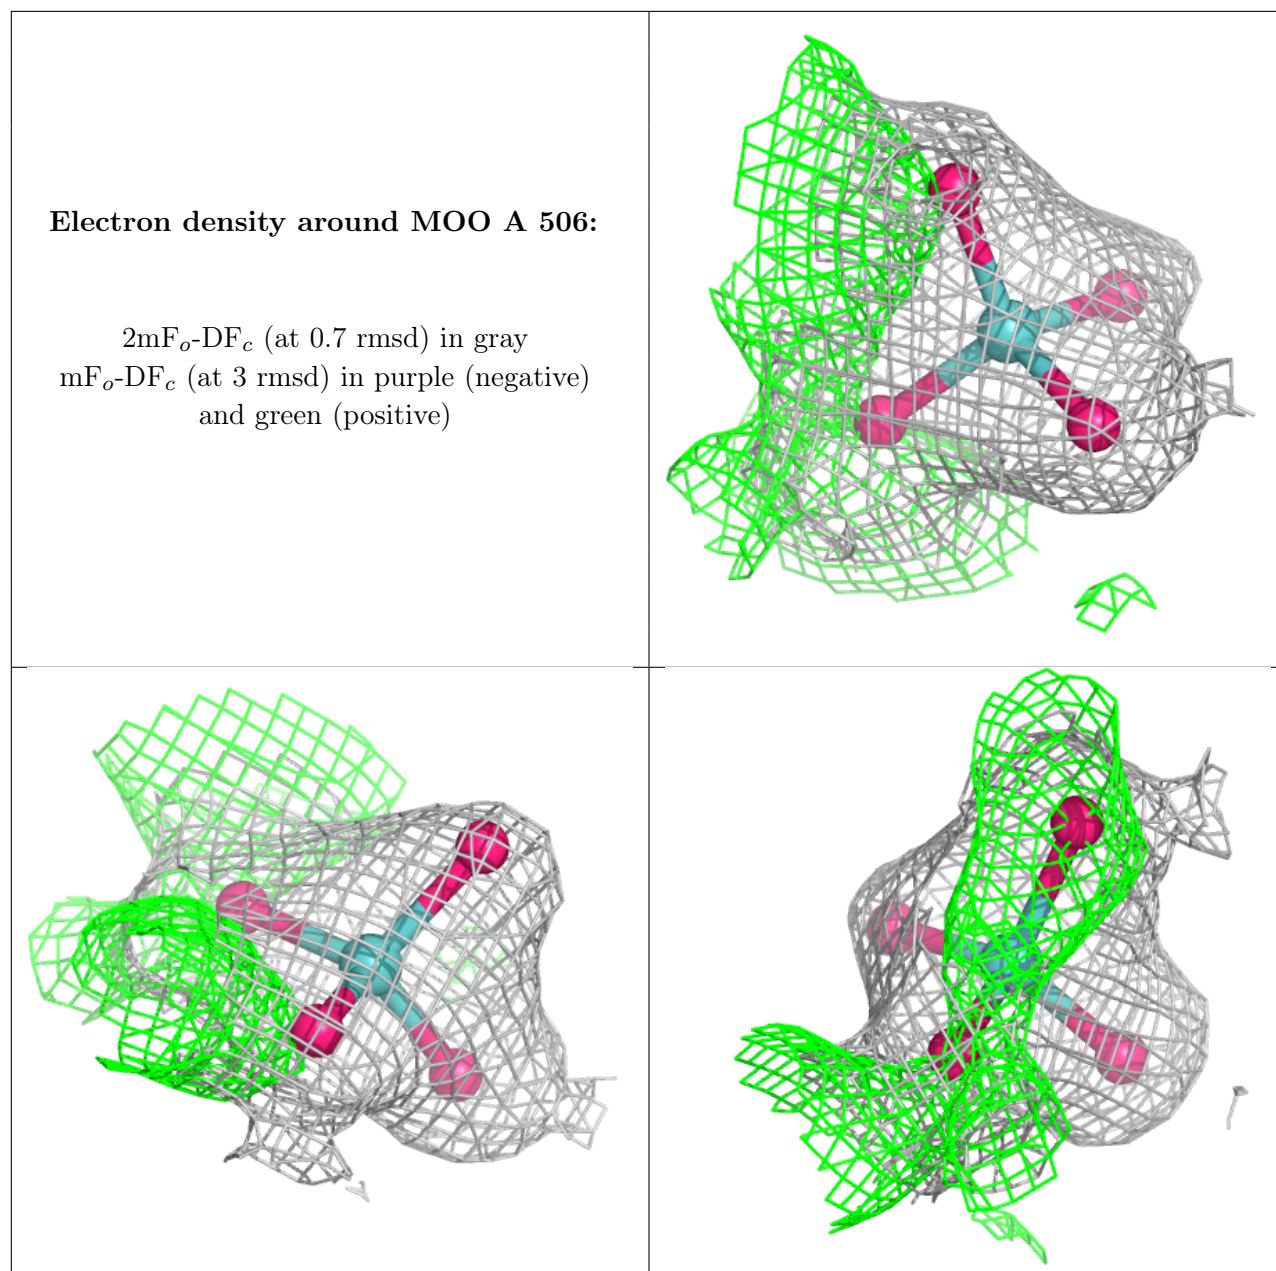 Electron density around MOO A 506:
2mFo-DFc (at 0.7 rmsd) in gray
mFo-DFc (at 3 rmsd) in purple (negative)
and green (positive)